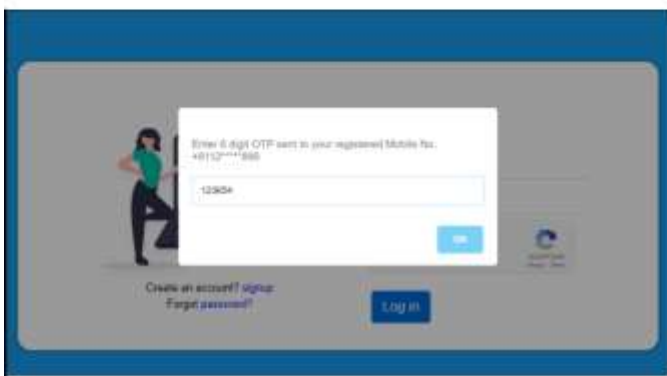 Enter 6 digit OTP sent to your registered Mobile No.
123654
OK
Create an account? signup
Forgot password?
Log in